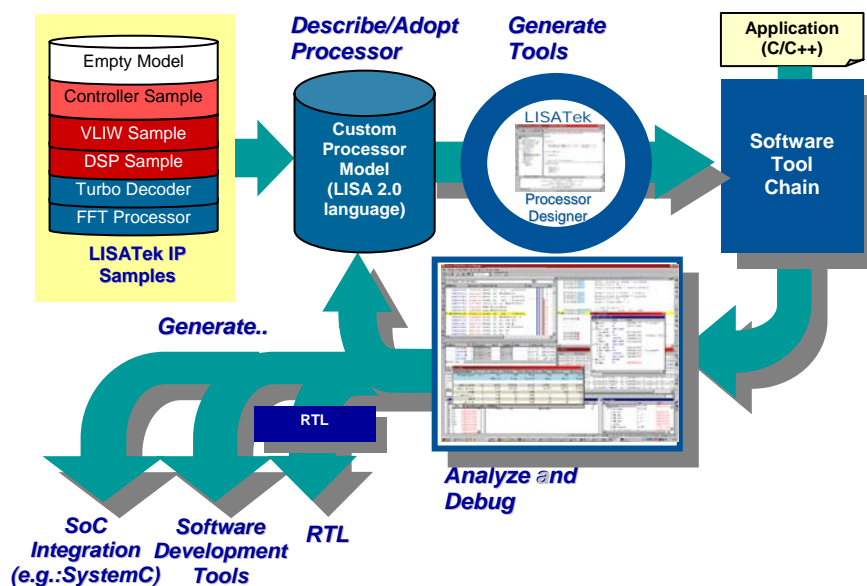 Describe/Adopt
Processor
Generate
Tools
Application
(C/C++)
Empty Model
Controller Sample
VLIW Sample
DSP Sample
Turbo Decoder
FFT Processor
LISATek IP
Samples
Custom
Processor
Model
(LISA 2.0
language)
LISATek
Processor
Designer
Software
Tool
Chain
Generate..
RTL
Analyze and
Debug
SoC
Integration
(e.g.:SystemC)
Software
Development
Tools
RTL